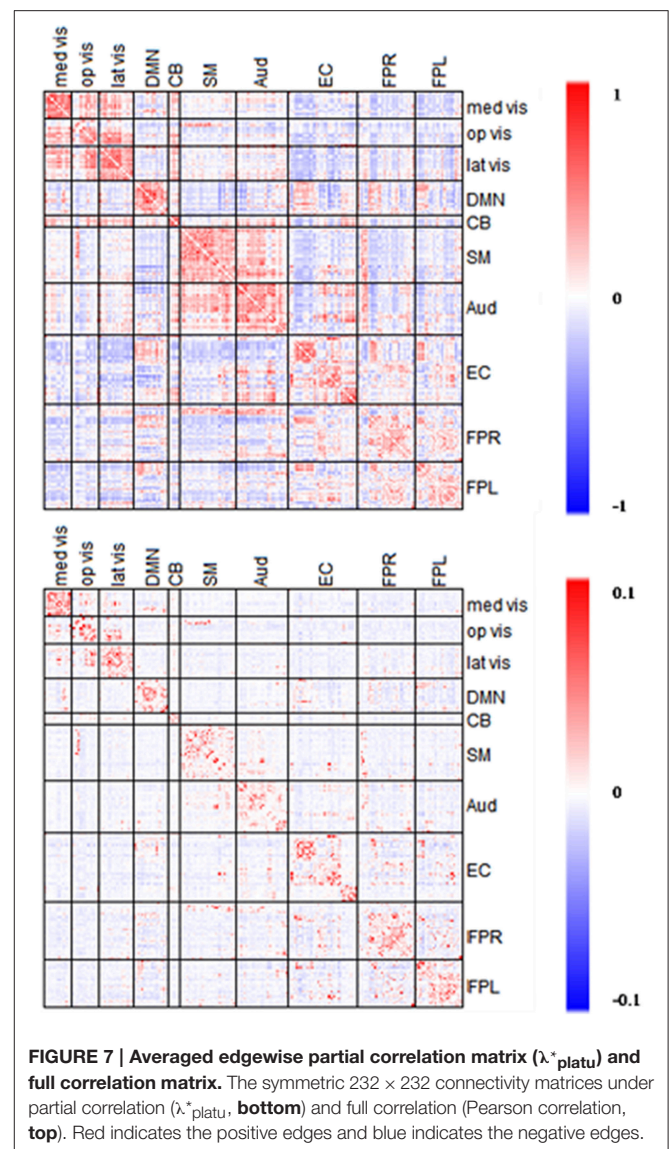 med vis
op vis
lat vis
DMN
CB
SM
Aud
EC
FPR
FPL
med vis
op vis
lat vis
DMN
CB
SM
Aud
EC
FPR
FPL
1
0
-1
med vis
op vis
lat vis
DMN
CB
SM
Aud
EC
FPR
FPL
med vis
op vis
lat vis
DMN
CB
SM
Aud
EC
FPR
FPL
0.1
0
-0.1
FIGURE 7 | Averaged edgewise partial correlation matrix (λ*platu) and
full correlation matrix. The symmetric 232 × 232 connectivity matrices under
partial correlation (λ*platu, bottom) and full correlation (Pearson correlation,
top). Red indicates the positive edges and blue indicates the negative edges.